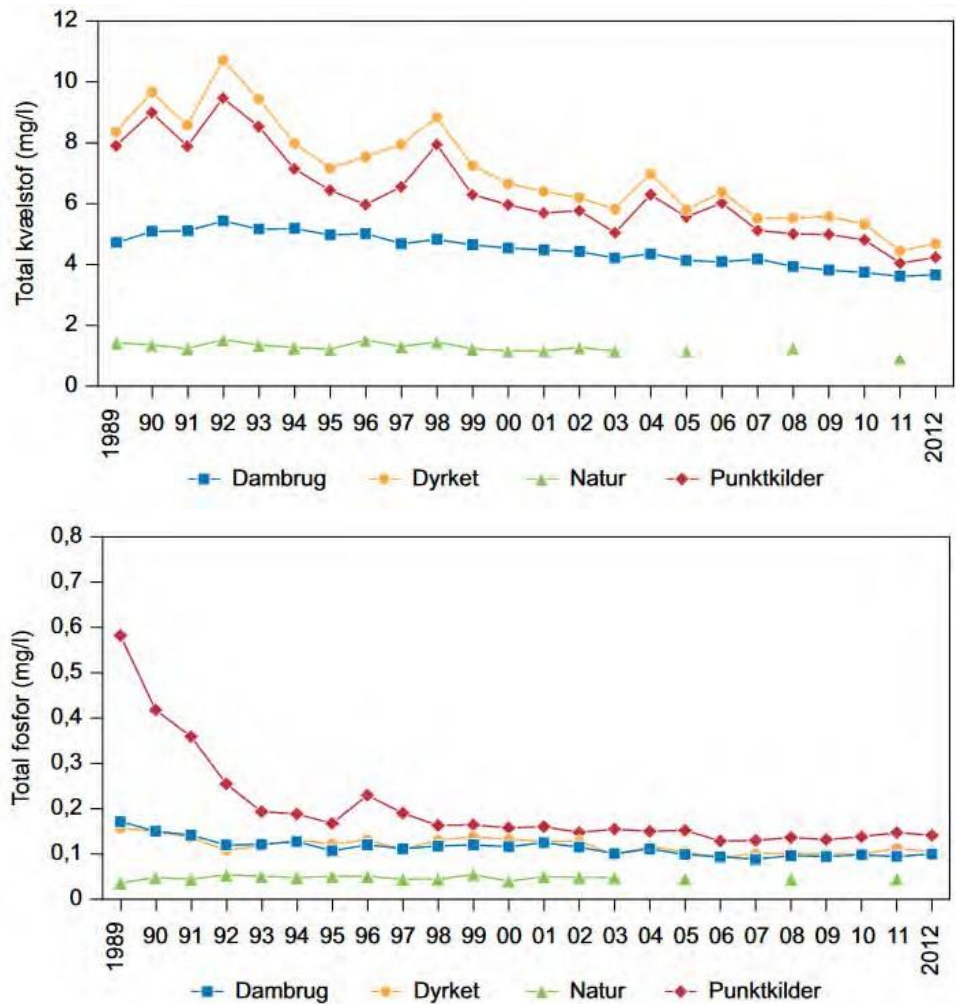 Total kvælstof (mg/l)
12
10
8
6
4
2
0
1989 90 91 92 93 94 95 96 97 98 99 00 01 02 03 04 05 06 07 08 09 10 11 2012
Dambrug Dyrket Natur Punktkilder
Total fosfor (mg/l)
0,8
0,7
0,6
0,5
0,4
0,3
0,2
0,1
0
1989 90 91 92 93 94 95 96 97 98 99 00 01 02 03 04 05 06 07 08 09 10 11 2012
Dambrug Dyrket Natur Punktkilder